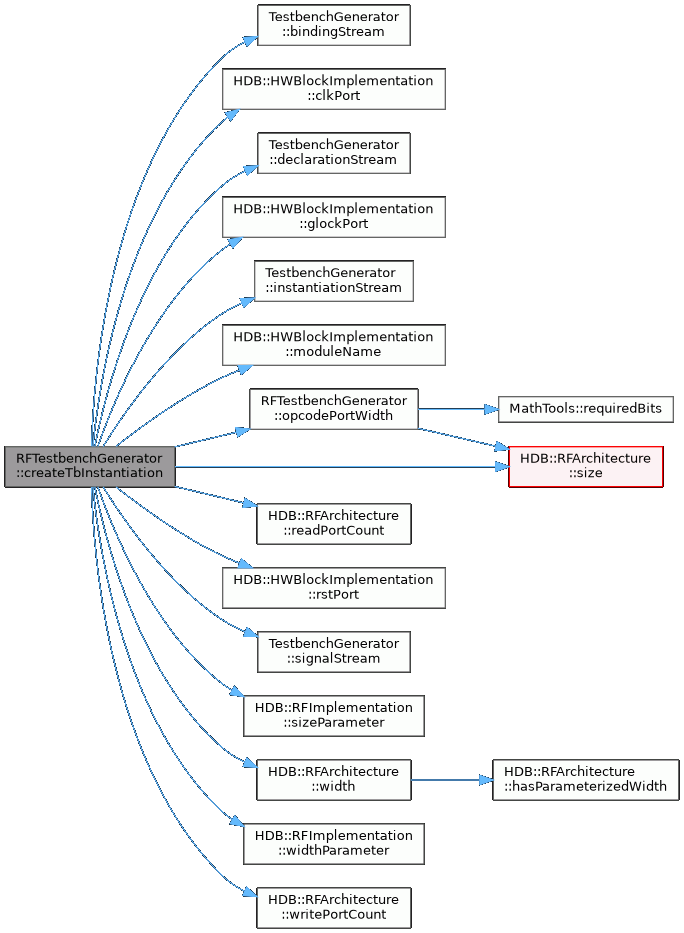 TestbenchGenerator
::bindingStream
HDB::HWBlockImplementation
::clkPort
TestbenchGenerator
::declarationStream
HDB::HWBlockImplementation
::glockPort
TestbenchGenerator
::instantiationStream
HDB::HWBlockImplementation
::moduleName
RFTestbenchGenerator
::opcodePortWidth
MathTools::requiredBits
RFTestbenchGenerator
::createTbInstantiation
HDB::RFArchitecture
::size
HDB::RFArchitecture
::readPortCount
HDB::HWBlockImplementation
::rstPort
TestbenchGenerator
::signalStream
HDB::RFImplementation
::sizeParameter
HDB::RFArchitecture
::width
HDB::RFArchitecture
::hasParameterizedWidth
HDB::RFImplementation
::widthParameter
HDB::RFArchitecture
::writePortCount